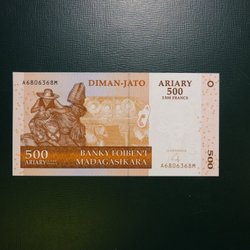 DIMAN-JATO
ARIARY
500
2500 FRANCS
A6806368M
500
ARIARY
BANKY FOIBEN'I
MADAGASIKARA
A6806368M
500